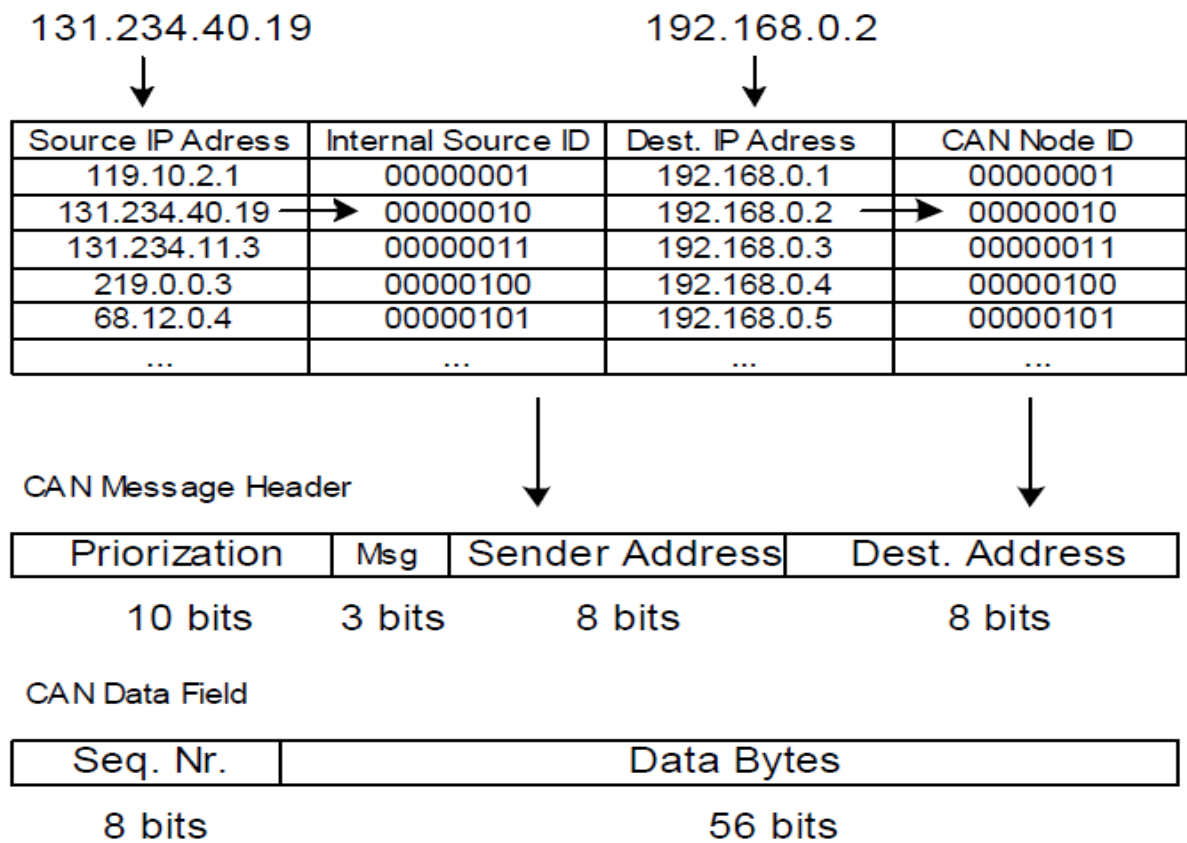 131.234.40.19 192.168.0.2
Source IP Adress Internal Source ID Dest. IP Adress CAN Node ID
119.10.2.1 00000001 192.168.0.1 00000001
131.234.40.19 00000010 192.168.0.2 00000010
131.234.11.3 00000011 192.168.0.3 00000011
219.0.0.3 00000100 192.168.0.4 00000100
68.12.0.4 00000101 192.168.0.5 00000101
... ... ... ...
CAN Message Header
Priorization Msg Sender Address Dest. Address
10 bits 3 bits 8 bits 8 bits
CAN Data Field
Seq. Nr. Data Bytes
8 bits 56 bits